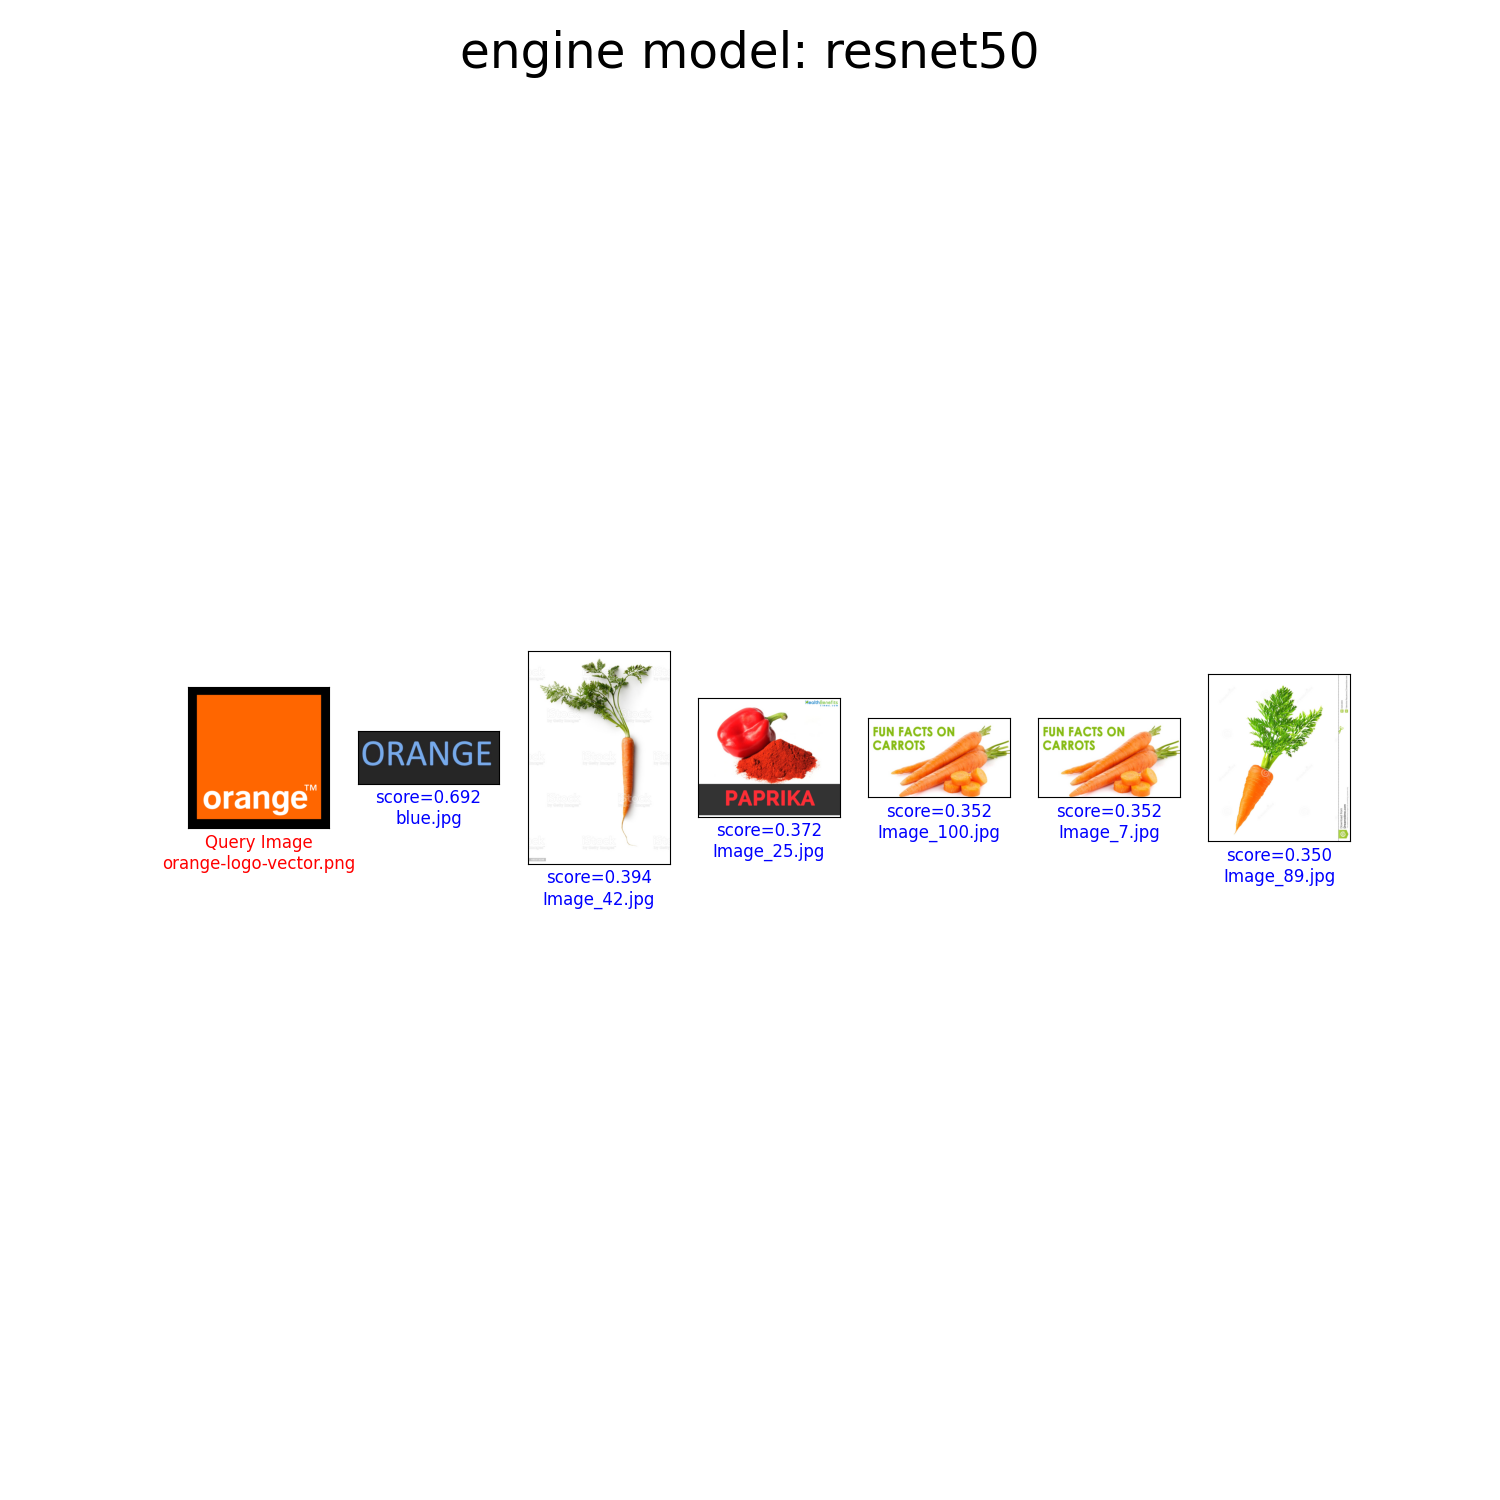 engine model: resnet50
orange™
Query Image
orange-logo-vector.png
ORANGE
score=0.692
blue.jpg
score=0.394
Image_42.jpg
PAPRIKA
score=0.372
Image_25.jpg
FUN FACTS ON
CARROTS
score=0.352
Image_100.jpg
FUN FACTS ON
CARROTS
score=0.352
Image_7.jpg
score=0.350
Image_89.jpg